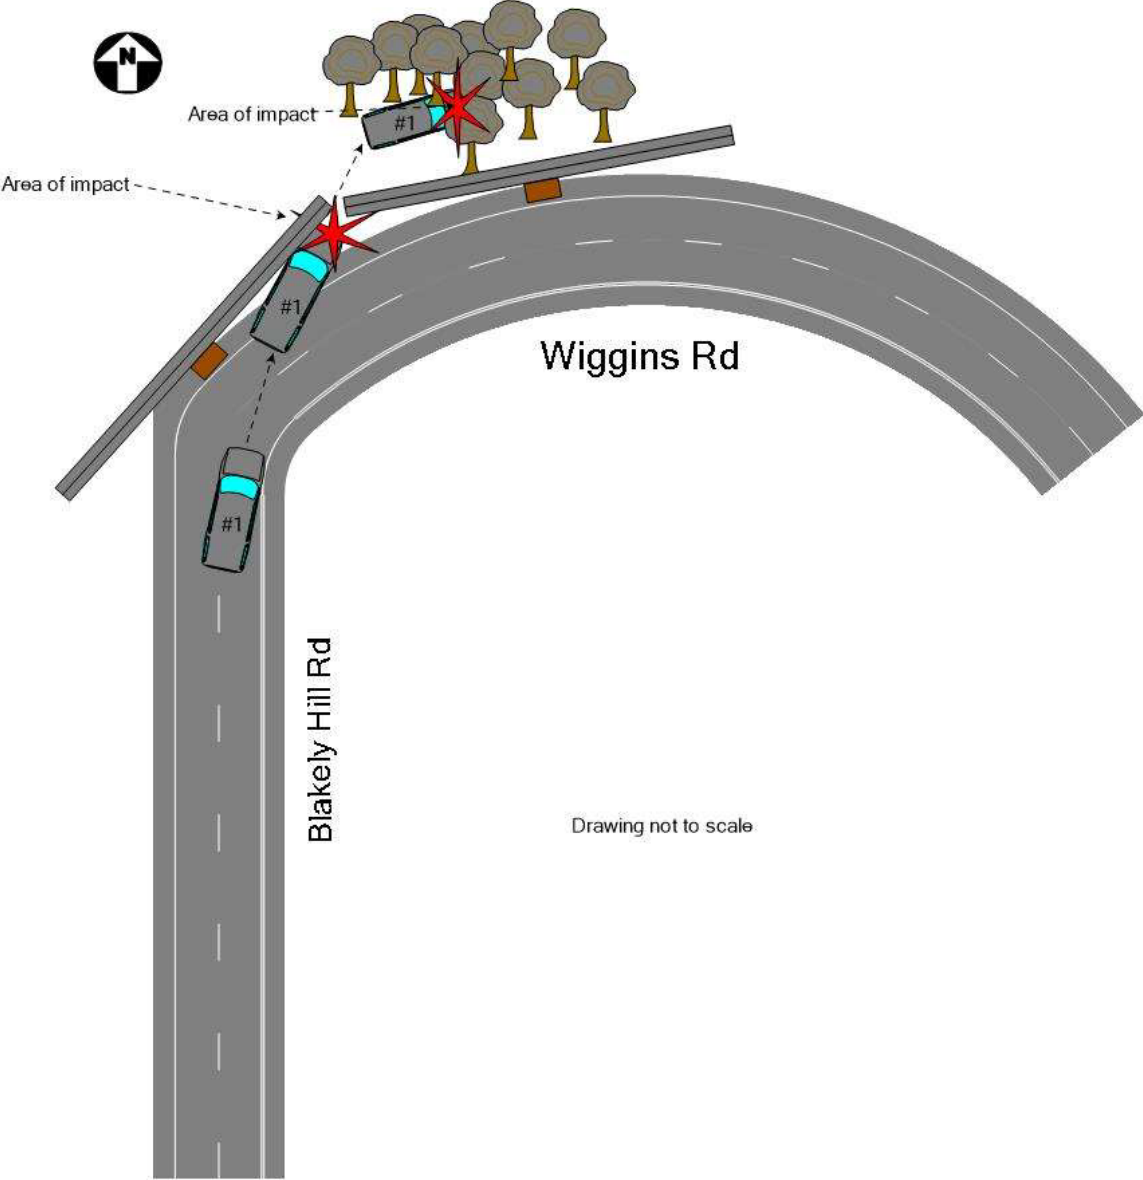 N
Area of impact
#1
Area of impact
#1
Wiggins Rd
#1
Blakely Hill Rd
Drawing not to scale